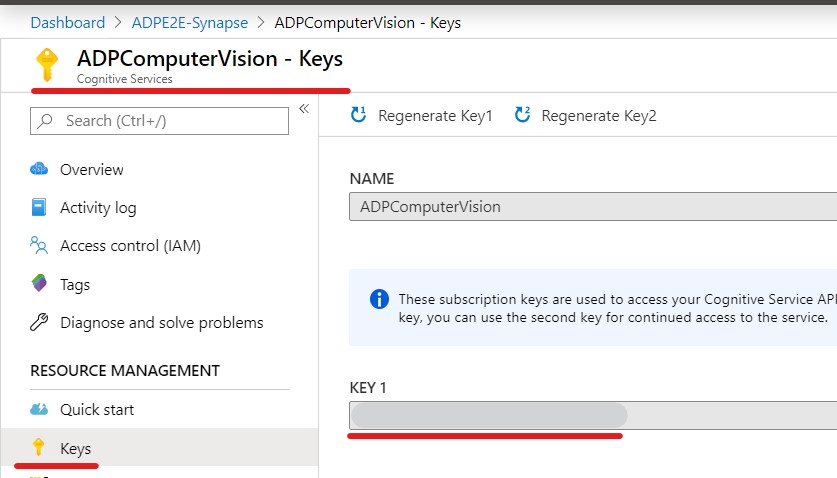 Dashboard > ADPE2E-Synapse > ADPComputerVision - Keys
ADPComputerVision - Keys
Cognitive Services
Search (Ctrl+/)
«
Overview
Activity log
Access control (IAM)
Tags
Diagnose and solve problems
RESOURCE MANAGEMENT
Quick start
Keys
1 Regenerate Key1
2 Regenerate Key2
NAME
ADPComputerVision
These subscription keys are used to access your Cognitive Service API
key, you can use the second key for continued access to the service.
KEY 1